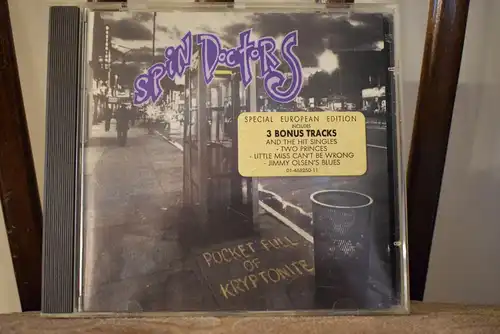 SPIN DOCTORS
SPECIAL EUROPEAN EDITION
INCLUDES
3 BONUS TRACKS
AND THE HIT SINGLES
- TWO PRINCES
- LITTLE MISS CAN'T BE WRONG
- JIMMY OLSEN'S BLUES
POCKET FULL
OF
KRYPTONITE